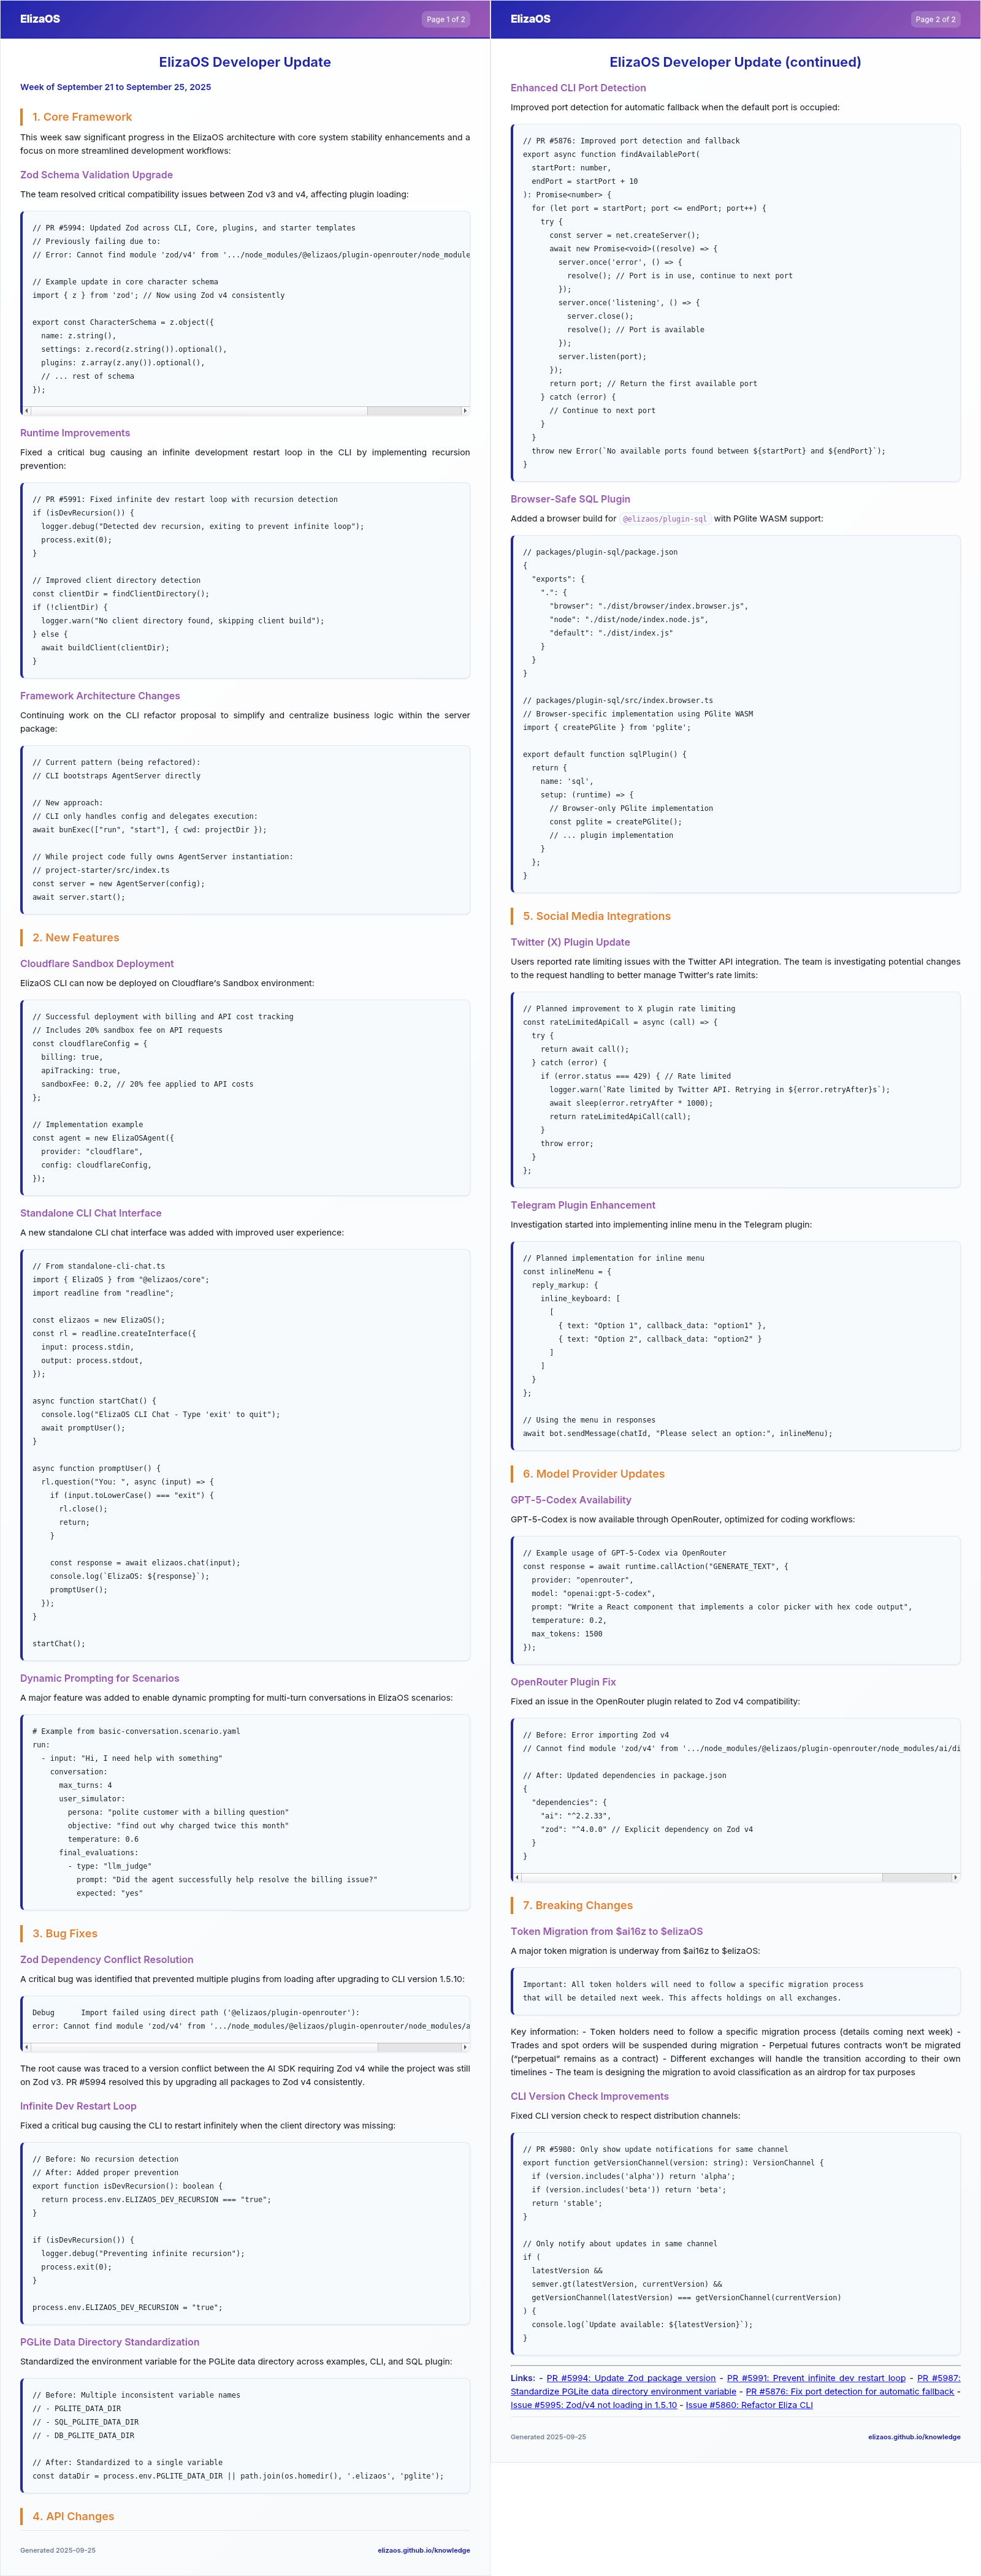 ElizaOS
Page 1 of 2
ElizaOS Developer Update
Week of September 21 to September 25, 2025
1. Core Framework
This week saw significant progress in the ElizaOS architecture with core system stability enhancements and a
focus on more streamlined development workflows:
Zod Schema Validation Upgrade
The team resolved critical compatibility issues between Zod v3 and v4, affecting plugin loading:
// PR #5994: Updated Zod across CLI, Core, plugins, and starter templates
// Previously failing due to:
// Error: Cannot find module 'zod/v4' from '.../node_modules/@elizaos/plugin-openrouter/node_module
// Example update in core character schema
import { z } from 'zod'; // Now using Zod v4 consistently
export const CharacterSchema = z.object({
  name: z.string(),
  settings: z.record(z.string()).optional(),
  plugins: z.array(z.any()).optional(),
  // ... rest of schema
});
Runtime Improvements
Fixed a critical bug causing an infinite development restart loop in the CLI by implementing recursion
prevention:
// PR #5991: Fixed infinite dev restart loop with recursion detection
if (isDevRecursion()) {
  logger.debug("Detected dev recursion, exiting to prevent infinite loop");
  process.exit(0);
}
// Improved client directory detection
const clientDir = findClientDirectory();
if (!clientDir) {
  logger.warn("No client directory found, skipping client build");
} else {
  await buildClient(clientDir);
}
Framework Architecture Changes
Continuing work on the CLI refactor proposal to simplify and centralize business logic within the server
package:
// Current pattern (being refactored):
// CLI bootstraps AgentServer directly
// New approach:
// CLI only handles config and delegates execution:
await bunExec(["run", "start"], { cwd: projectDir });
// While project code fully owns AgentServer instantiation:
// project-starter/src/index.ts
const server = new AgentServer(config);
await server.start();
2. New Features
Cloudflare Sandbox Deployment
ElizaOS CLI can now be deployed on Cloudflare's Sandbox environment:
// Successful deployment with billing and API cost tracking
// Includes 20% sandbox fee on API requests
const cloudflareConfig = {
  billing: true,
  apiTracking: true,
  sandboxFee: 0.2, // 20% fee applied to API costs
};
// Implementation example
const agent = new ElizaOSAgent({
  provider: "cloudflare",
  config: cloudflareConfig,
});
Standalone CLI Chat Interface
A new standalone CLI chat interface was added with improved user experience:
// From standalone-cli-chat.ts
import { ElizaOS } from "@elizaos/core";
import readline from "readline";
const elizaos = new ElizaOS();
const rl = readline.createInterface({
  input: process.stdin,
  output: process.stdout,
});
async function startChat() {
  console.log("ElizaOS CLI Chat - Type 'exit' to quit");
  await promptUser();
}
async function promptUser() {
  rl.question("You: ", async (input) => {
    if (input.toLowerCase() === "exit") {
      rl.close();
      return;
    }
    const response = await elizaos.chat(input);
    console.log(`ElizaOS: ${response}`);
    promptUser();
  });
}
startChat();
Dynamic Prompting for Scenarios
A major feature was added to enable dynamic prompting for multi-turn conversations in ElizaOS scenarios:
# Example from basic-conversation.scenario.yaml
run:
  - input: "Hi, I need help with something"
    conversation:
      max_turns: 4
      user_simulator:
        persona: "polite customer with a billing question"
        objective: "find out why charged twice this month"
        temperature: 0.6
      final_evaluations:
        - type: "llm_judge"
          prompt: "Did the agent successfully help resolve the billing issue?"
          expected: "yes"
3. Bug Fixes
Zod Dependency Conflict Resolution
A critical bug was identified that prevented multiple plugins from loading after upgrading to CLI version 1.5.10:
Debug      Import failed using direct path ('@elizaos/plugin-openrouter'):
error: Cannot find module 'zod/v4' from '.../node_modules/@elizaos/plugin-openrouter/node_modules/a
The root cause was traced to a version conflict between the AI SDK requiring Zod v4 while the project was still
on Zod v3. PR #5994 resolved this by upgrading all packages to Zod v4 consistently.
Infinite Dev Restart Loop
Fixed a critical bug causing the CLI to restart infinitely when the client directory was missing:
// Before: No recursion detection
// After: Added proper prevention
export function isDevRecursion(): boolean {
  return process.env.ELIZAOS_DEV_RECURSION === "true";
}
if (isDevRecursion()) {
  logger.debug("Preventing infinite recursion");
  process.exit(0);
}
process.env.ELIZAOS_DEV_RECURSION = "true";
PGLite Data Directory Standardization
Standardized the environment variable for the PGLite data directory across examples, CLI, and SQL plugin:
// Before: Multiple inconsistent variable names
// - PGLITE_DATA_DIR
// - SQL_PGLITE_DATA_DIR
// - DB_PGLITE_DATA_DIR
// After: Standardized to a single variable
const dataDir = process.env.PGLITE_DATA_DIR || path.join(os.homedir(), '.elizaos', 'pglite');
4. API Changes
Generated 2025-09-25
elizaos.github.io/knowledge
ElizaOS
Page 2 of 2
ElizaOS Developer Update (continued)
Enhanced CLI Port Detection
Improved port detection for automatic fallback when the default port is occupied:
// PR #5876: Improved port detection and fallback
export async function findAvailablePort(
  startPort: number,
  endPort = startPort + 10
): Promise<number> {
  for (let port = startPort; port <= endPort; port++) {
    try {
      const server = net.createServer();
      await new Promise<void>((resolve) => {
        server.once('error', () => {
          resolve(); // Port is in use, continue to next port
        });
        server.once('listening', () => {
          server.close();
          resolve(); // Port is available
        });
        server.listen(port);
      });
      return port; // Return the first available port
    } catch (error) {
      // Continue to next port
    }
  }
  throw new Error(`No available ports found between ${startPort} and ${endPort}`);
}
Browser-Safe SQL Plugin
Added a browser build for @elizaos/plugin-sql with PGlite WASM support:
// packages/plugin-sql/package.json
{
  "exports": {
    ".": {
      "browser": "./dist/browser/index.browser.js",
      "node": "./dist/node/index.node.js",
      "default": "./dist/index.js"
    }
  }
}
// packages/plugin-sql/src/index.browser.ts
// Browser-specific implementation using PGlite WASM
import { createPGlite } from 'pglite';
export default function sqlPlugin() {
  return {
    name: 'sql',
    setup: (runtime) => {
      // Browser-only PGlite implementation
      const pglite = createPGlite();
      // ... plugin implementation
    }
  };
}
5. Social Media Integrations
Twitter (X) Plugin Update
Users reported rate limiting issues with the Twitter API integration. The team is investigating potential changes
to the request handling to better manage Twitter's rate limits:
// Planned improvement to X plugin rate limiting
const rateLimitedApiCall = async (call) => {
  try {
    return await call();
  } catch (error) {
    if (error.status === 429) { // Rate limited
      logger.warn(`Rate limited by Twitter API. Retrying in ${error.retryAfter}s`);
      await sleep(error.retryAfter * 1000);
      return rateLimitedApiCall(call);
    }
    throw error;
  }
};
Telegram Plugin Enhancement
Investigation started into implementing inline menu in the Telegram plugin:
// Planned implementation for inline menu
const inlineMenu = {
  reply_markup: {
    inline_keyboard: [
      [
        { text: "Option 1", callback_data: "option1" },
        { text: "Option 2", callback_data: "option2" }
      ]
    ]
  }
};
// Using the menu in responses
await bot.sendMessage(chatId, "Please select an option:", inlineMenu);
6. Model Provider Updates
GPT-5-Codex Availability
GPT-5-Codex is now available through OpenRouter, optimized for coding workflows:
// Example usage of GPT-5-Codex via OpenRouter
const response = await runtime.callAction("GENERATE_TEXT", {
  provider: "openrouter",
  model: "openai:gpt-5-codex",
  prompt: "Write a React component that implements a color picker with hex code output",
  temperature: 0.2,
  max_tokens: 1500
});
OpenRouter Plugin Fix
Fixed an issue in the OpenRouter plugin related to Zod v4 compatibility:
// Before: Error importing Zod v4
// Cannot find module 'zod/v4' from '.../node_modules/@elizaos/plugin-openrouter/node_modules/ai/di
// After: Updated dependencies in package.json
{
  "dependencies": {
    "ai": "^2.2.33",
    "zod": "^4.0.0" // Explicit dependency on Zod v4
  }
}
7. Breaking Changes
Token Migration from $ai16z to $elizaOS
A major token migration is underway from $ai16z to $elizaOS:
Important: All token holders will need to follow a specific migration process
that will be detailed next week. This affects holdings on all exchanges.
Key information: - Token holders need to follow a specific migration process (details coming next week) -
Trades and spot orders will be suspended during migration - Perpetual futures contracts won't be migrated
("perpetual" remains as a contract) - Different exchanges will handle the transition according to their own
timelines - The team is designing the migration to avoid classification as an airdrop for tax purposes
CLI Version Check Improvements
Fixed CLI version check to respect distribution channels:
// PR #5980: Only show update notifications for same channel
export function getVersionChannel(version: string): VersionChannel {
  if (version.includes('alpha')) return 'alpha';
  if (version.includes('beta')) return 'beta';
  return 'stable';
}
// Only notify about updates in same channel
if (
  latestVersion &&
  semver.gt(latestVersion, currentVersion) &&
  getVersionChannel(latestVersion) === getVersionChannel(currentVersion)
) {
  console.log(`Update available: ${latestVersion}`);
}
Links: - PR #5994: Update Zod package version - PR #5991: Prevent infinite dev restart loop - PR #5987:
Standardize PGLite data directory environment variable - PR #5876: Fix port detection for automatic fallback -
Issue #5995: Zod/v4 not loading in 1.5.10 - Issue #5860: Refactor Eliza CLI
Generated 2025-09-25
elizaos.github.io/knowledge